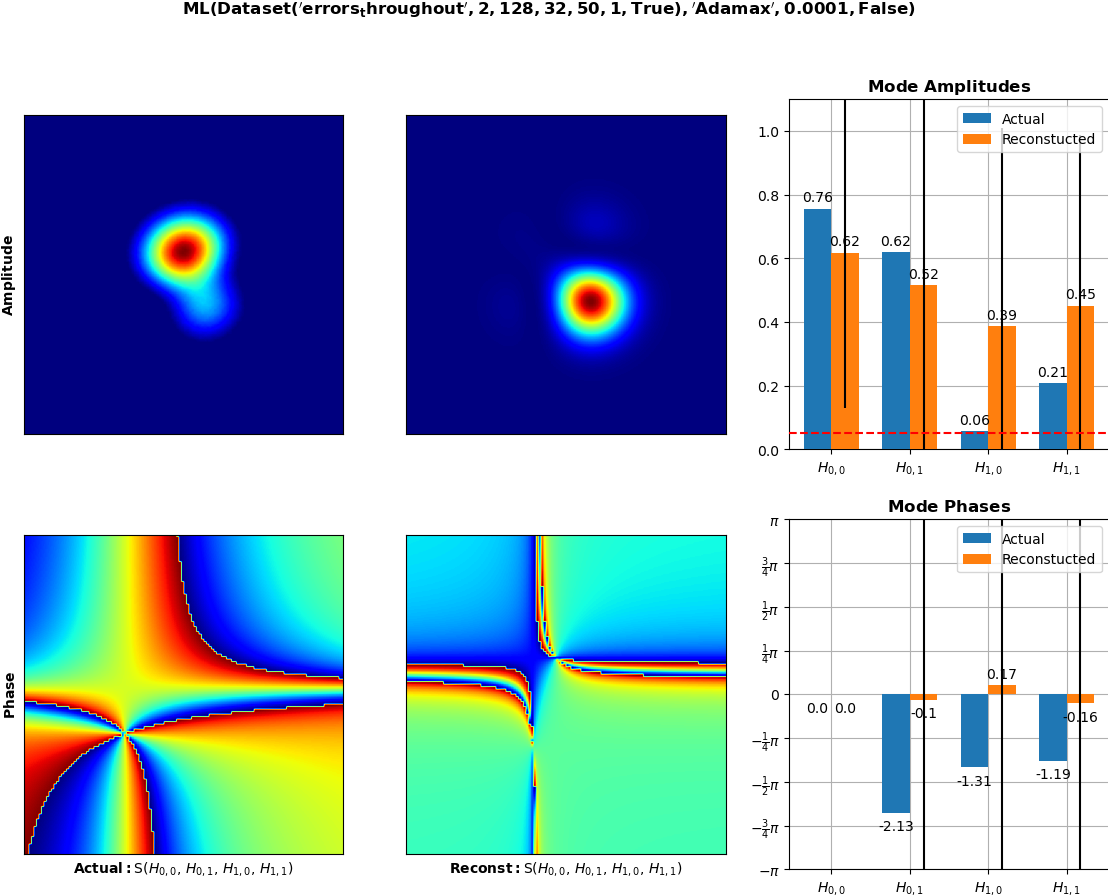 ML(Dataset('errors_throughout', 2, 128, 32, 50, 1, True), 'Adamax', 0.0001, False)
Amplitude
Mode Amplitudes
Actual
Reconstucted
1.0
0.8
0.6
0.4
0.2
0.0
0.76
0.62
0.62
0.52
0.06
0.39
0.21
0.45
H0,0
H0,1
H1,0
H1,1
Phase
Actual: S(H0,0, H0,1, H1,0, H1,1)
Reconst: S(H0,0, H0,1, H1,0, H1,1)
Mode Phases
Actual
Reconstucted
π
3/4π
1/2π
1/4π
0
−1/4π
−1/2π
−3/4π
−π
0.0
0.0
-2.13
-0.1
-1.31
0.17
-1.19
-0.16
H0,0
H0,1
H1,0
H1,1